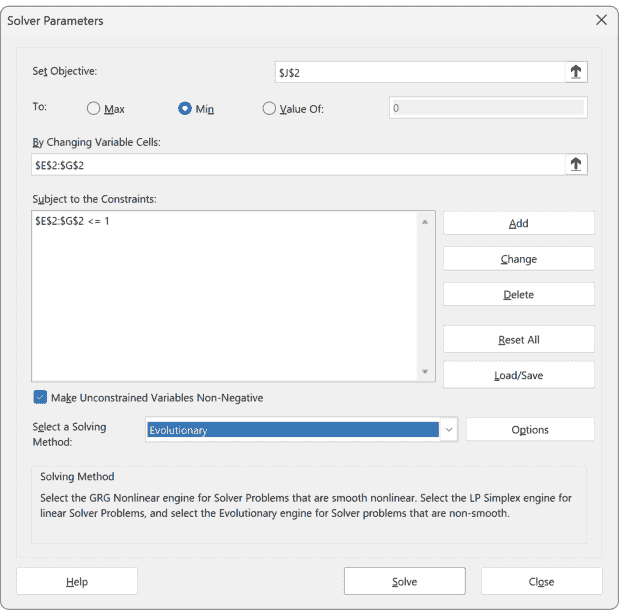 Solver Parameters
Set Objective:
$J$2
To:
Max
Min
Value Of:
0
By Changing Variable Cells:
$E$2:$G$2
Subject to the Constraints:
$E$2:$G$2 <= 1
Add
Change
Delete
Reset All
Load/Save
Make Unconstrained Variables Non-Negative
Select a Solving
Method:
Evolutionary
Options
Solving Method
Select the GRG Nonlinear engine for Solver Problems that are smooth nonlinear. Select the LP Simplex engine for
linear Solver Problems, and select the Evolutionary engine for Solver problems that are non-smooth.
Help
Solve
Close